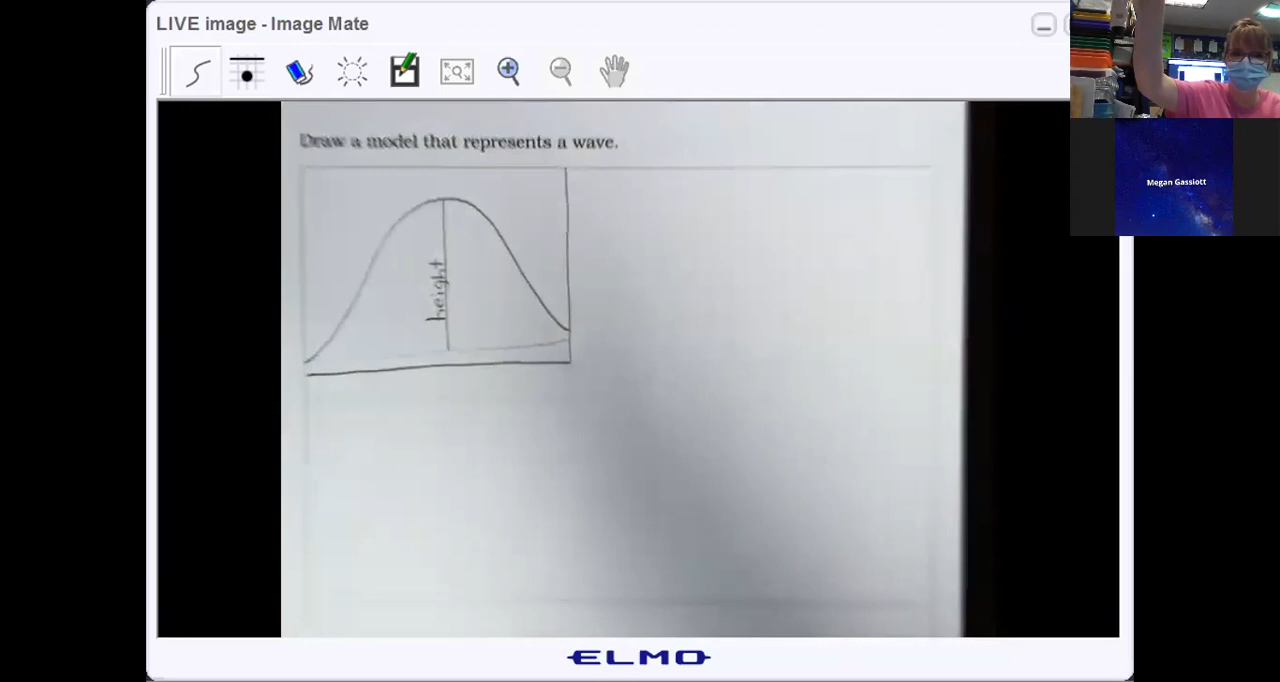 LIVE image - Image Mate
Draw a model that represents a wave.
height
Megan Gassiott
ELMO